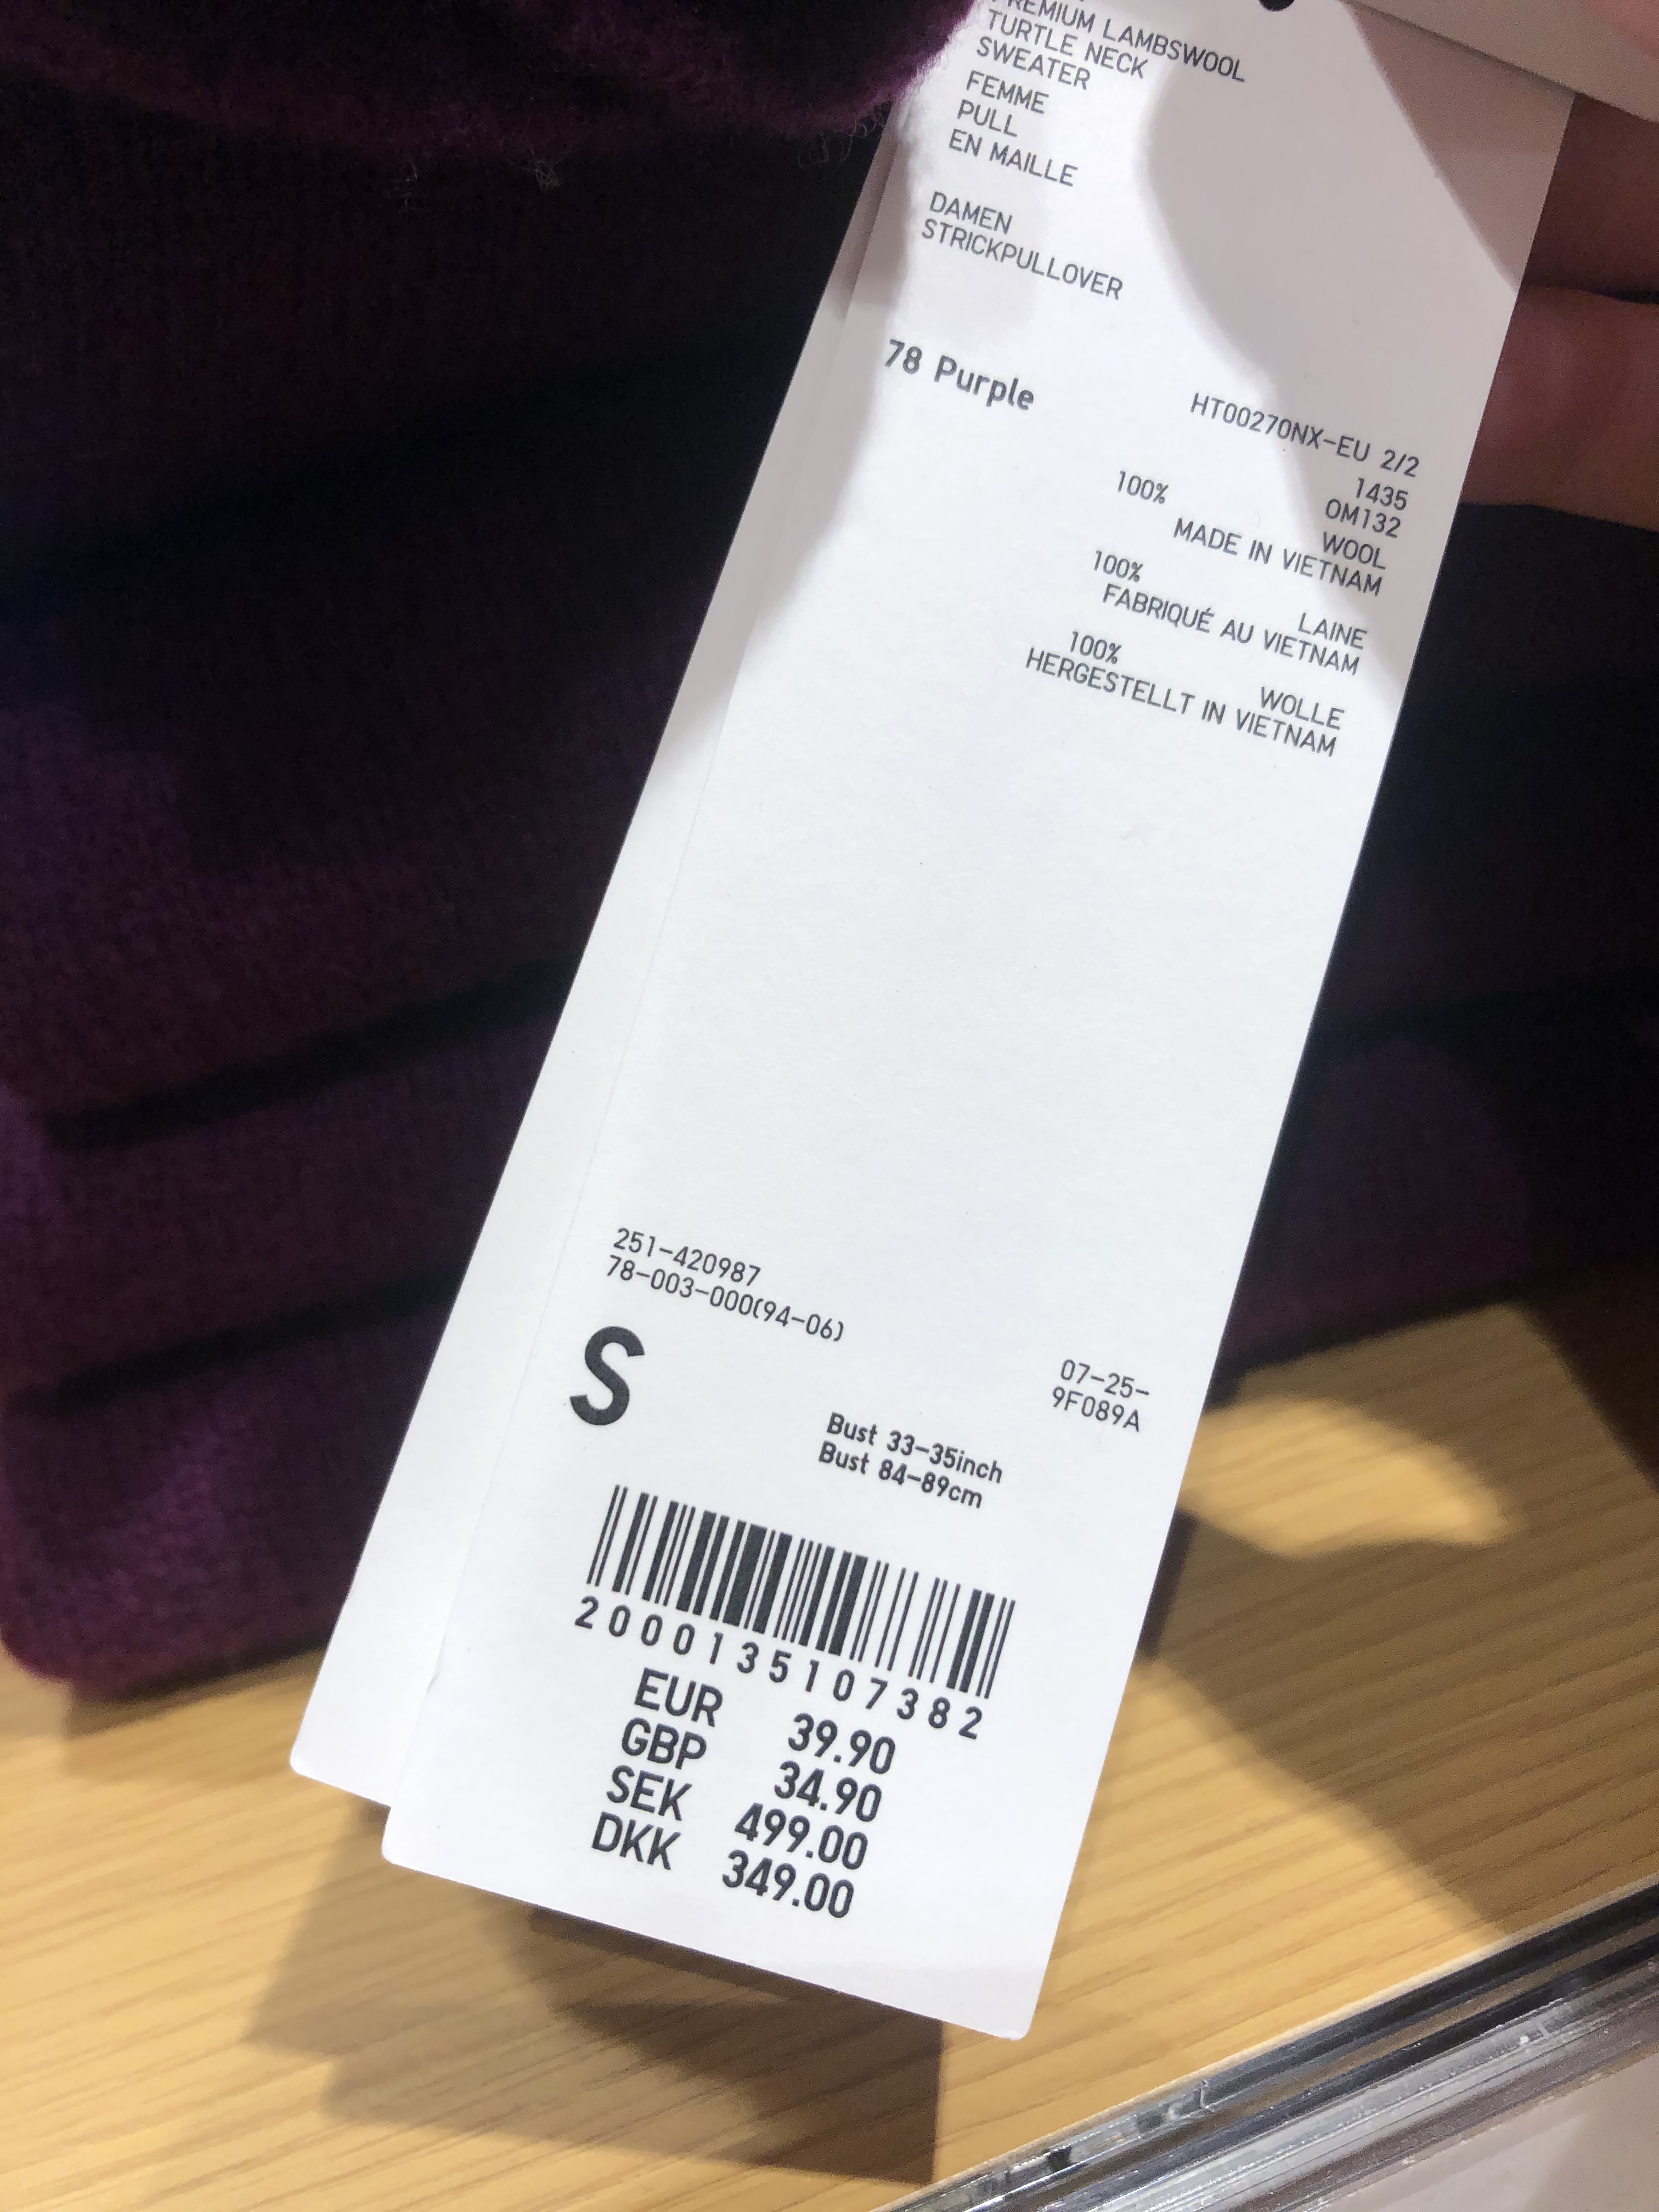 PREMIUM LAMBSWOOL
TURTLE NECK
SWEATER
FEMME
PULL
EN MAILLE
DAMEN
STRICKPULLOVER
78 Purple
HT00270NX-EU 2/2
1435
OM132
100% WOOL
MADE IN VIETNAM
100% LAINE
FABRIQUÉ AU VIETNAM
100% WOLLE
HERGESTELLT IN VIETNAM
251-420987
78-003-000(94-06)
S
07-25-
9F089A
Bust 33-35inch
Bust 84-89cm
2000135107382
EUR 39.90
GBP 34.90
SEK 499.00
DKK 349.00